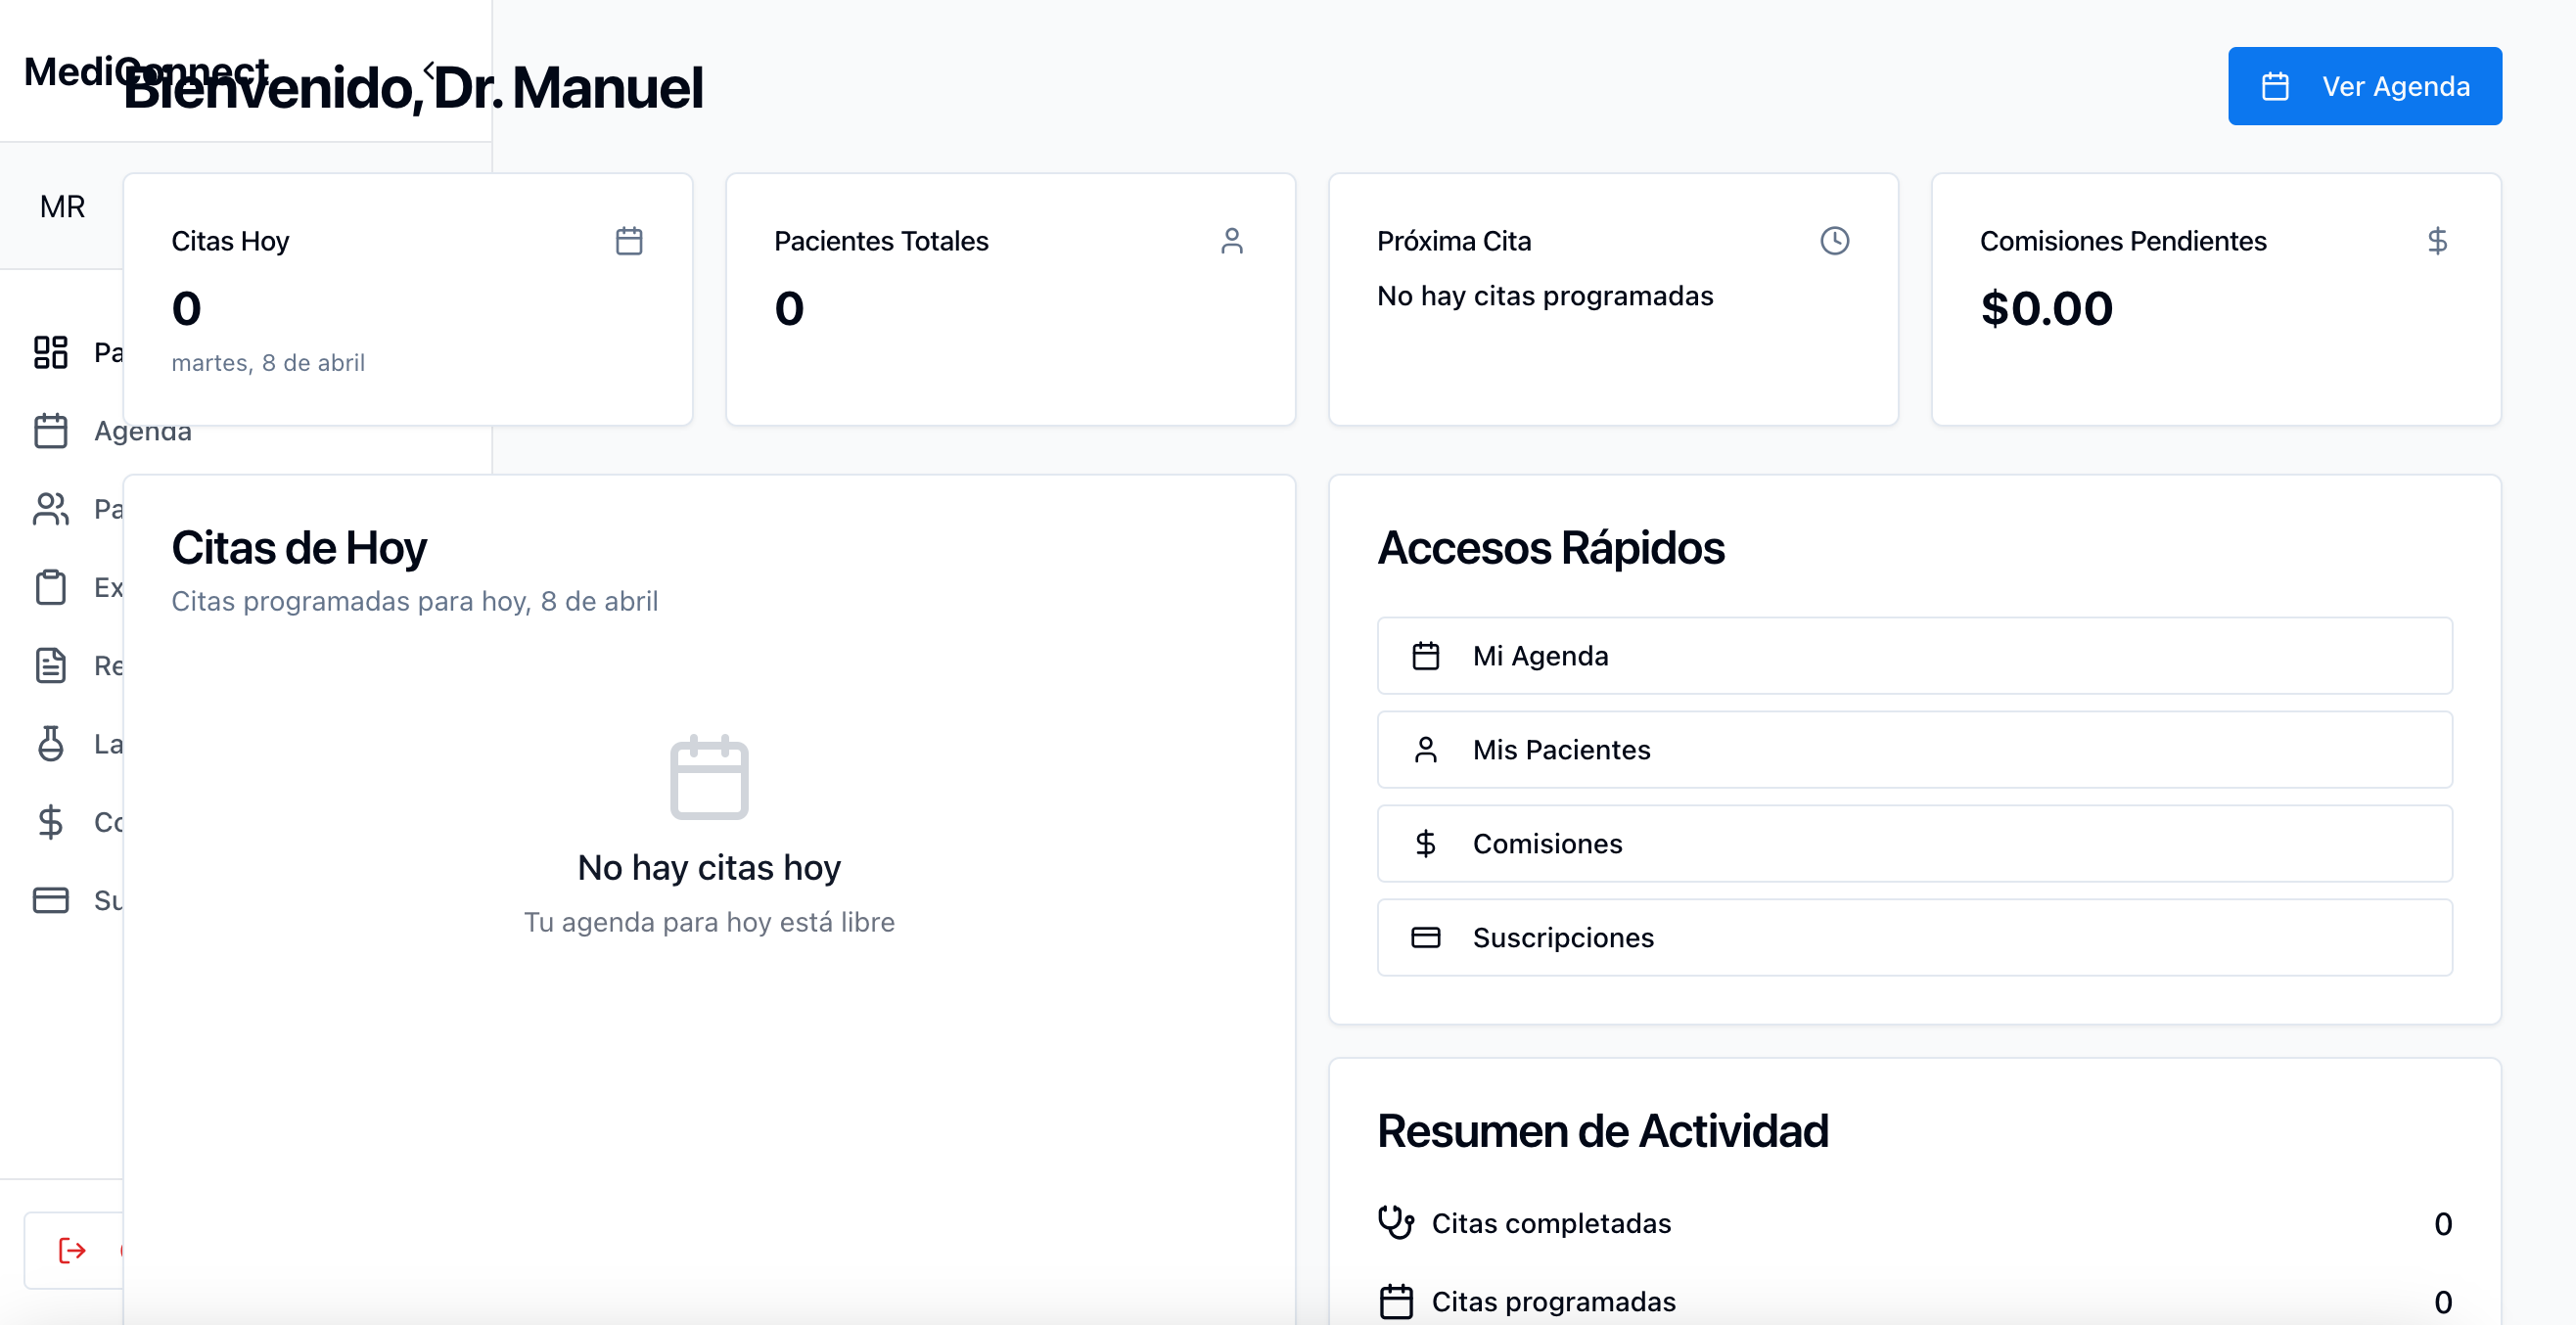 MediConnect
Bienvenido, Dr. Manuel
Ver Agenda
MR
Citas Hoy
0
martes, 8 de abril
Pacientes Totales
0
Próxima Cita
No hay citas programadas
Comisiones Pendientes
$0.00
Pa
Agenda
Pa
Ex
Re
La
Co
Su
Citas de Hoy
Citas programadas para hoy, 8 de abril
No hay citas hoy
Tu agenda para hoy está libre
Accesos Rápidos
Mi Agenda
Mis Pacientes
Comisiones
Suscripciones
Resumen de Actividad
Citas completadas 0
Citas programadas 0